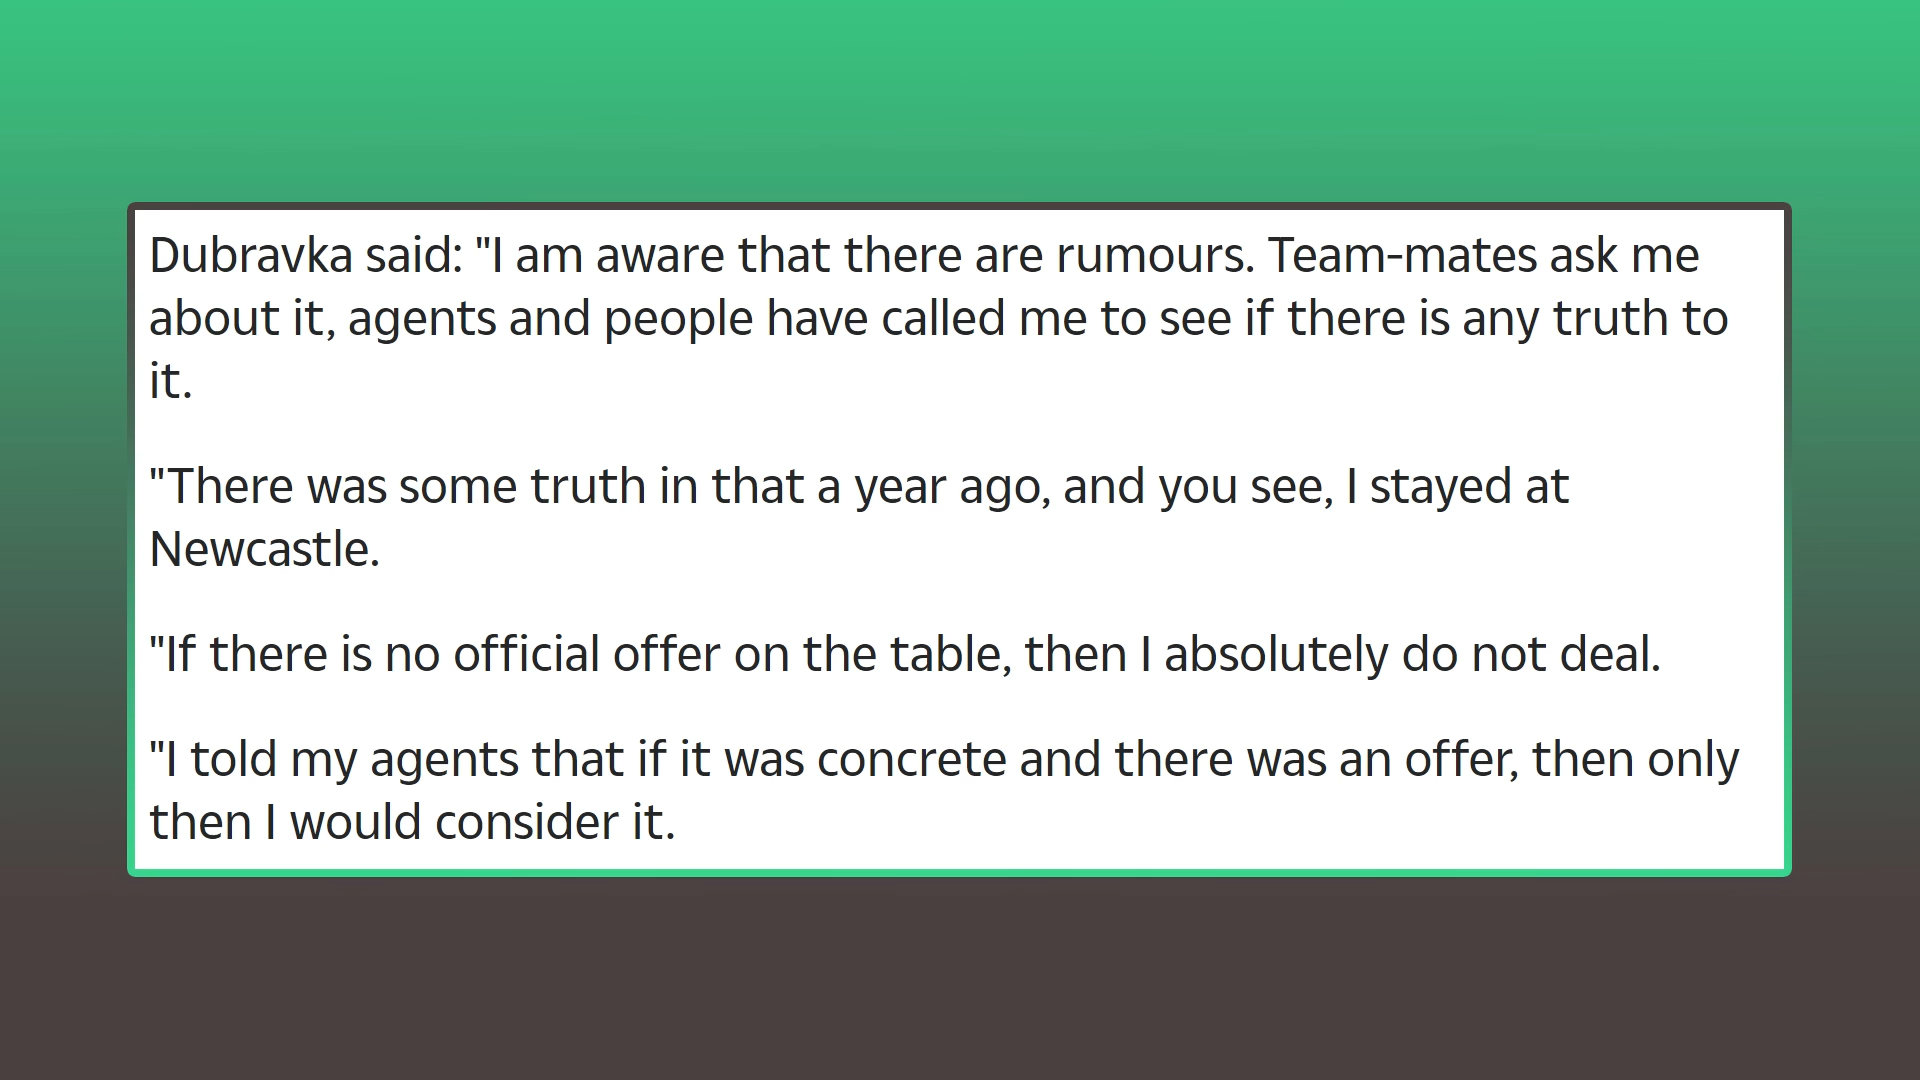 Dubravka said: "I am aware that there are rumours. Team-mates ask me
about it, agents and people have called me to see if there is any truth to
it.
"There was some truth in that a year ago, and you see, I stayed at
Newcastle.
"If there is no official offer on the table, then I absolutely do not deal.
"I told my agents that if it was concrete and there was an offer, then only
then I would consider it.